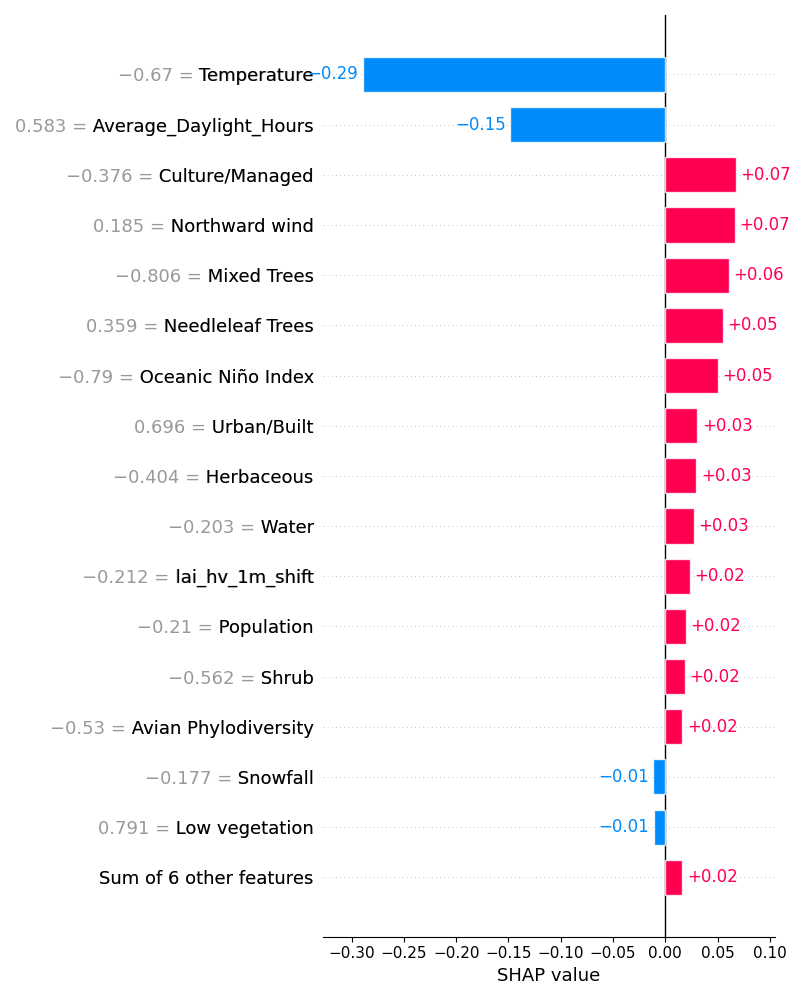 −0.67 = Temperature −0.29
0.583 = Average_Daylight_Hours −0.15
−0.376 = Culture/Managed +0.07
0.185 = Northward wind +0.07
−0.806 = Mixed Trees +0.06
0.359 = Needleleaf Trees +0.05
−0.79 = Oceanic Niño Index +0.05
0.696 = Urban/Built +0.03
−0.404 = Herbaceous +0.03
−0.203 = Water +0.03
−0.212 = lai_hv_1m_shift +0.02
−0.21 = Population +0.02
−0.562 = Shrub +0.02
−0.53 = Avian Phylodiversity +0.02
−0.177 = Snowfall −0.01
0.791 = Low vegetation −0.01
Sum of 6 other features +0.02
−0.30 −0.25 −0.20 −0.15 −0.10 −0.05 0.00 0.05 0.10
SHAP value